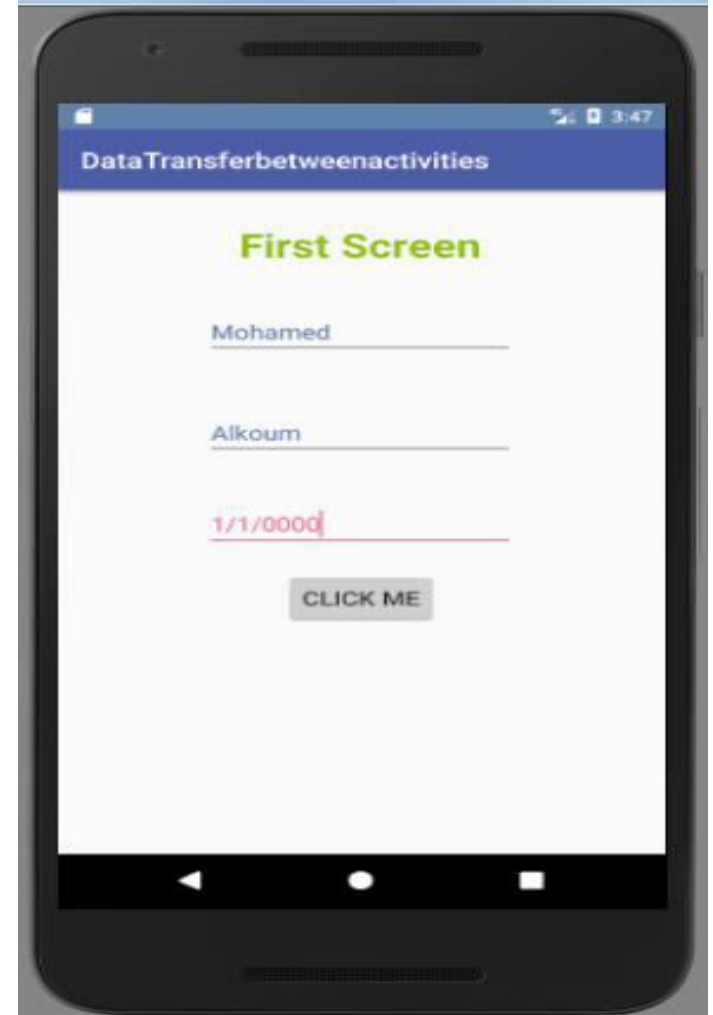 3:47
DataTransferbetweenactivities
First Screen
Mohamed
Alkoum
1/1/0000
CLICK ME